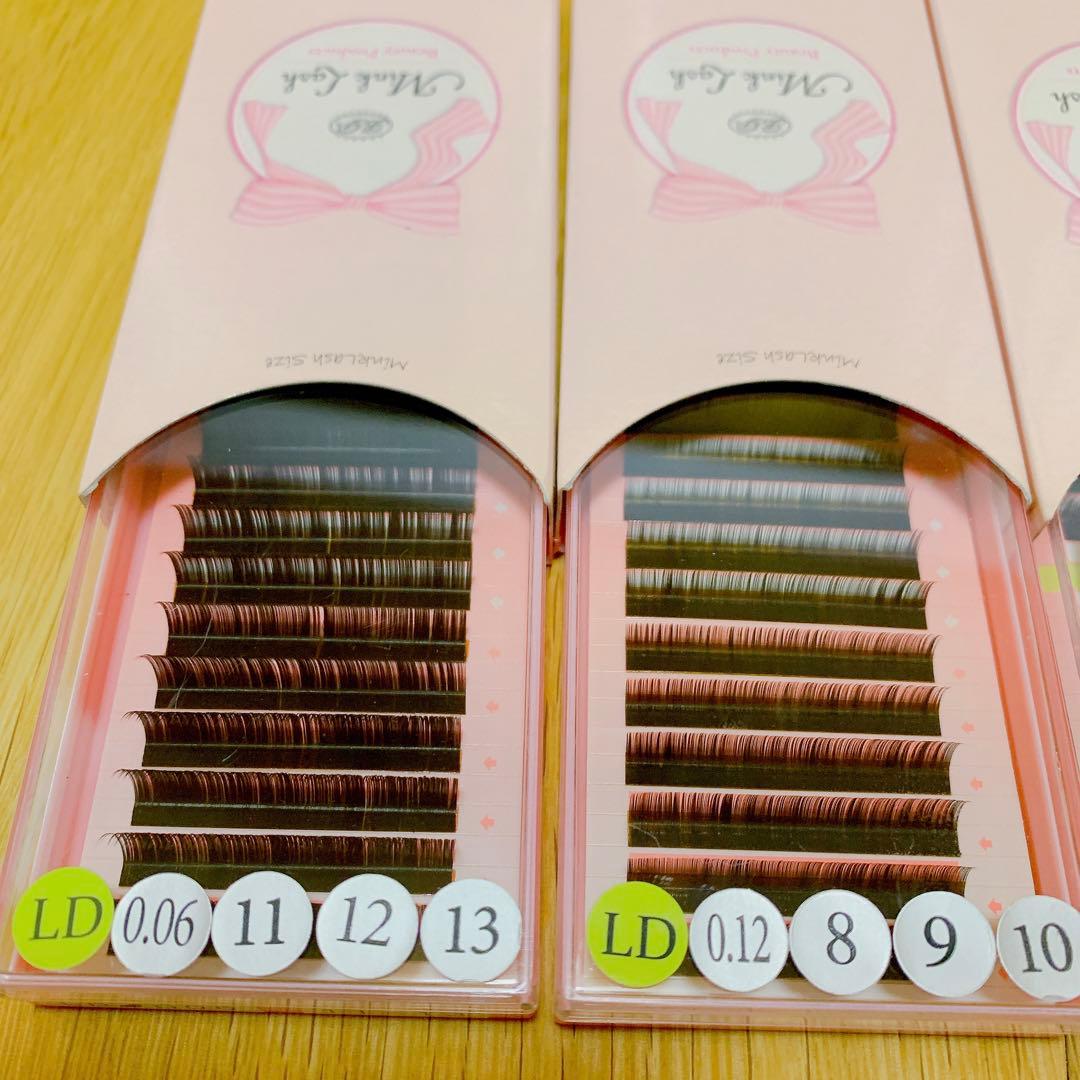 Mink Lash
Beauty Products
MinkLash Size
LD 0.06 11 12 13
Mink Lash
Beauty Products
MinkLash Size
LD 0.12 8 9 10